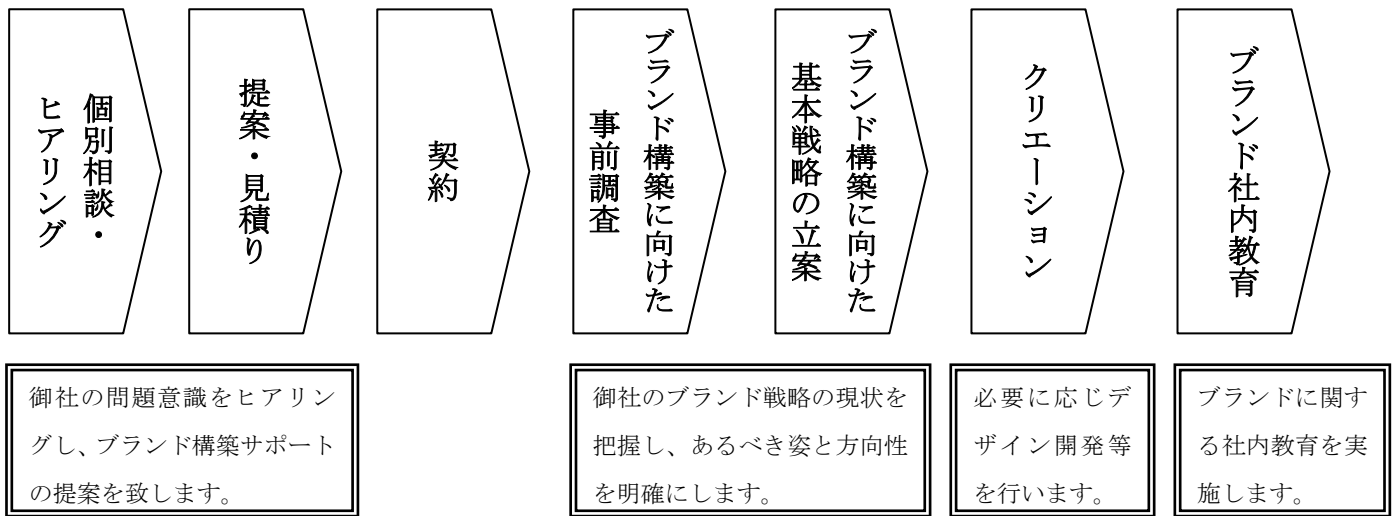 個別相談・
ヒアリング
提案・見積り
契約
ブランド構築に向けた
事前調査
ブランド構築に向けた
基本戦略の立案
クリエーション
ブランド社内教育
御社の問題意識をヒアリン
グし、ブランド構築サポート
の提案を致します。
御社のブランド戦略の現状を
把握し、あるべき姿と方向性
を明確にします。
必要に応じデ
ザイン開発等
を行います。
ブランドに関す
る社内教育を実
施します。